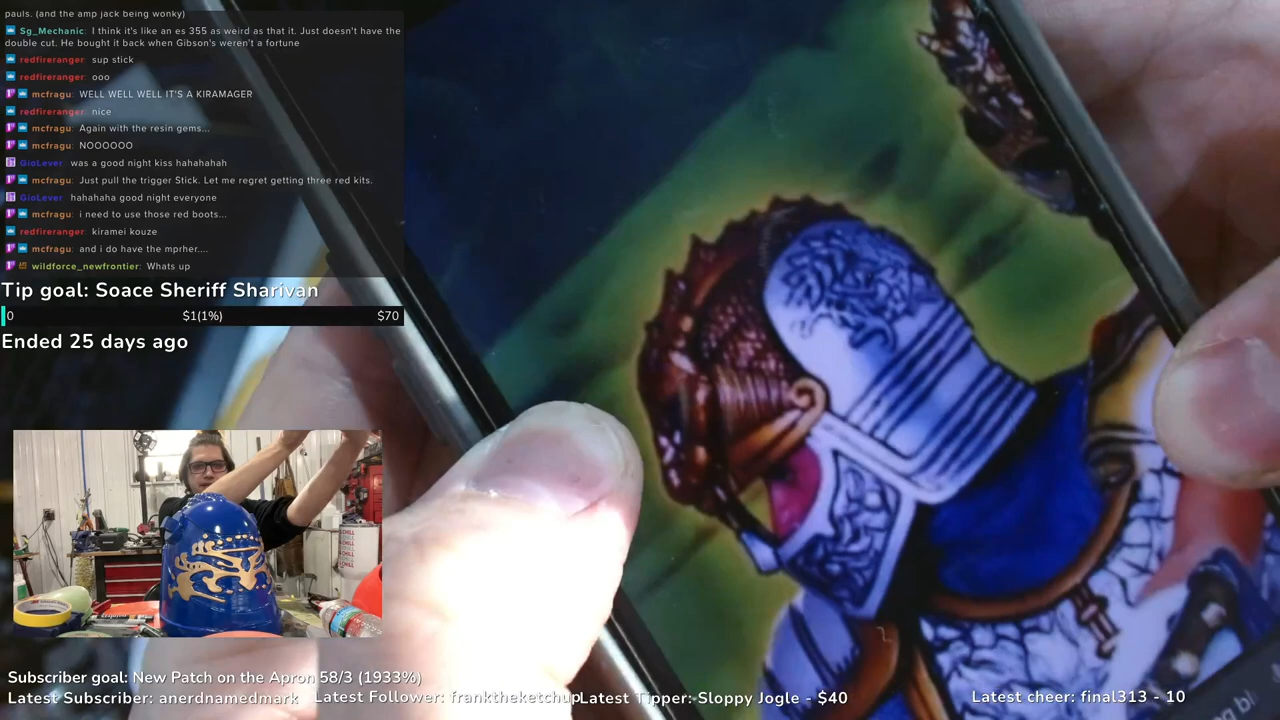 pauls. (and the amp jack being wonky)
Sg_Mechanic: I think it's like an es 355 as weird as that it. Just doesn't have the
double cut. He bought it back when Gibson's weren't a fortune
redfireranger: sup stick
redfireranger: ooo
mcfragu: WELL WELL WELL IT'S A KIRAMAGER
redfireranger: nice
mcfragu: Again with the resin gems...
mcfragu: NOOOOOO
GioLever: was a good night kiss hahahahah
mcfragu: Just pull the trigger Stick. Let me regret getting three red kits.
GioLever: hahahaha good night everyone
mcfragu: i need to use those red boots...
redfireranger: kiramei kouze
mcfragu: and i do have the mprher....
wildforce_newfrontier: Whats up
Tip goal: Soace Sheriff Sharivan
0 $1(1%) $70
Ended 25 days ago
Subscriber goal: New Patch on the Apron 58/3 (1933%)
Latest Subscriber: anerdnamedmark Latest Follower: franktheketchup Latest Tipper: Sloppy Jogle - $40 Latest cheer: final313 - 10